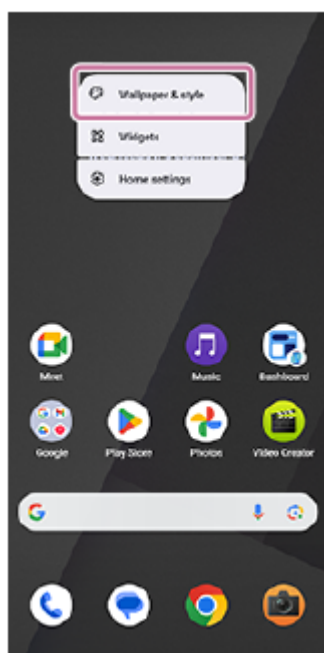 Wallpaper & style
Widgets
Home settings
Meet
Music
Dashboard
Google
Play Store
Photos
Video Creator